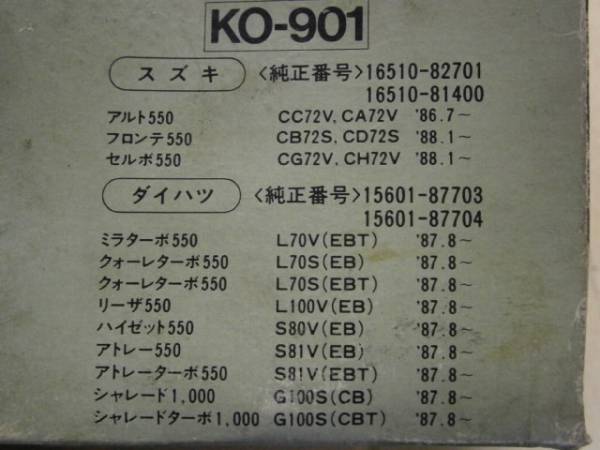 KO-901
スズキ 〈純正番号〉16510-82701
16510-81400
アルト550 CC72V, CA72V '86.7~
フロンテ550 CB72S, CD72S '88.1~
セルボ550 CG72V, CH72V '88.1~
ダイハツ 〈純正番号〉15601-87703
15601-87704
ミラターボ550 L70V(EBT) '87.8~
クォーレターボ550 L70S(EB) '87.8~
クォーレターボ550 L70S(EBT) '87.8~
リーザ550 L100V(EB) '87.8~
ハイゼット550 S80V(EB) '87.8~
アトレー550 S81V(EB) '87.8~
アトレーターボ550 S81V(EBT) '87.8~
シャレード1,000 G100S(CB) '87.8~
シャレードターボ1,000 G100S(CBT) '87.8~